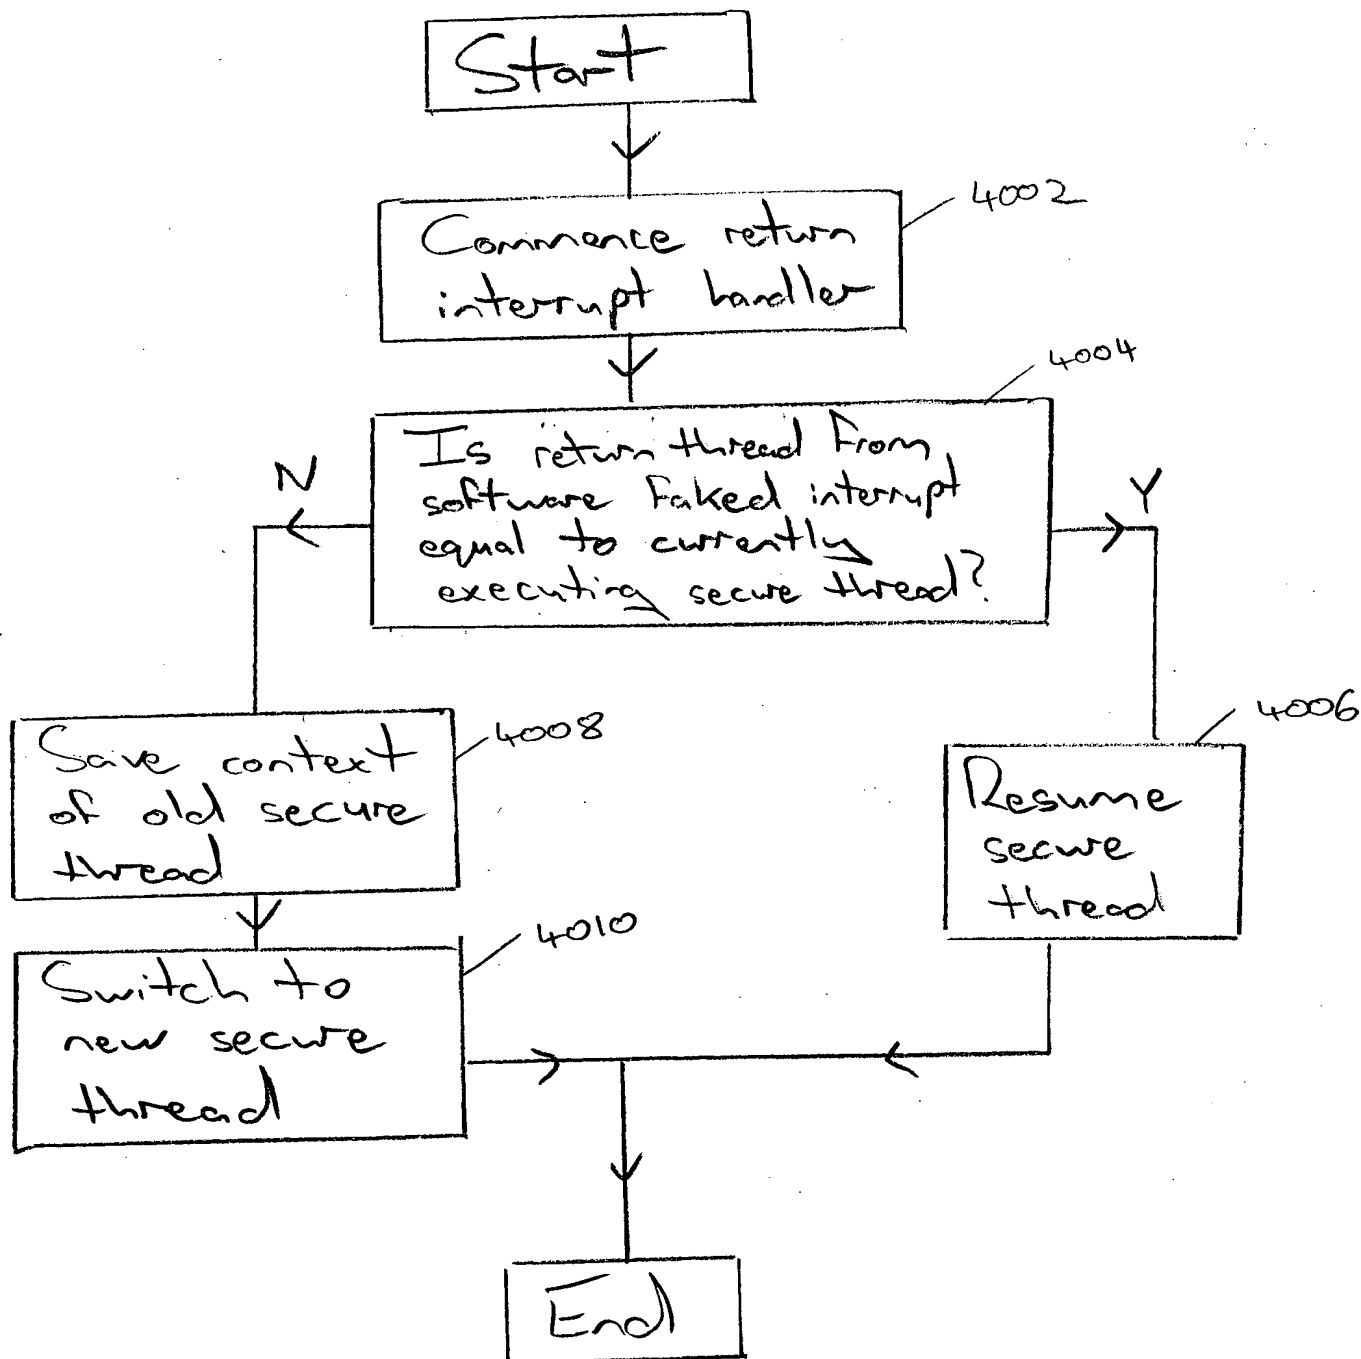 Start
4002
Commence return
interrupt handler
4004
Is return thread from
software faked interrupt
equal to currently
executing secure thread?
N
Y
4008
Save context
of old secure
thread
4006
Resume
secure
thread
4010
Switch to
new secure
thread
End